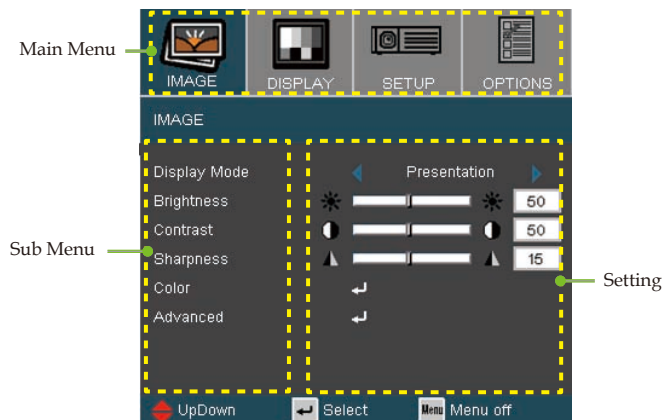 Main Menu
IMAGE DISPLAY SETUP OPTIONS
IMAGE
Display Mode Presentation
Brightness 50
Contrast 50
Sub Menu
Sharpness 15
Setting
Color
Advanced
UpDown Select Menu Menu off